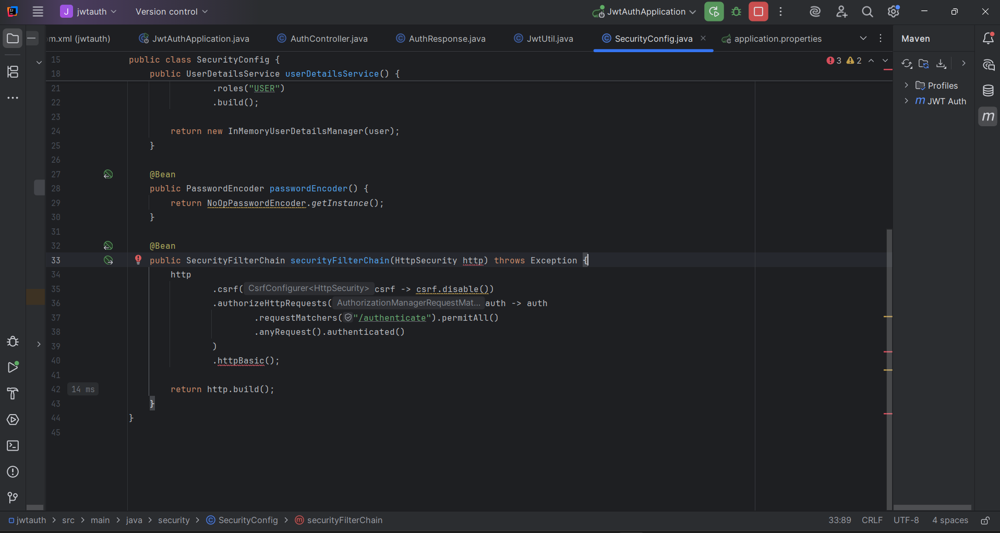 J jwtauth Version control JwtAuthApplication
m.xml (jwtauth) JwtAuthApplication.java AuthController.java AuthResponse.java JwtUtil.java SecurityConfig.java application.properties Maven
15 public class SecurityConfig { 3 2
18 public UserDetailsService userDetailsService() {
21 .roles("USER")
22 .build();
23
24 return new InMemoryUserDetailsManager(user);
25 }
26
27 @Bean
28 public PasswordEncoder passwordEncoder() {
29 return NoOpPasswordEncoder.getInstance();
30 }
31
32 @Bean
33 public SecurityFilterChain securityFilterChain(HttpSecurity http) throws Exception {
34 http
35 .csrf( CsrfConfigurer<HttpSecurity> csrf -> csrf.disable())
36 .authorizeHttpRequests( AuthorizationManagerRequestMat... auth -> auth
37 .requestMatchers( "/authenticate").permitAll()
38 .anyRequest().authenticated()
39 )
40 .httpBasic();
41
42 14 ms return http.build();
43 }
44 }
45
Profiles
m JWT Auth
m
jwtauth > src > main > java > security > SecurityConfig > securityFilterChain 33:89 CRLF UTF-8 4 spaces